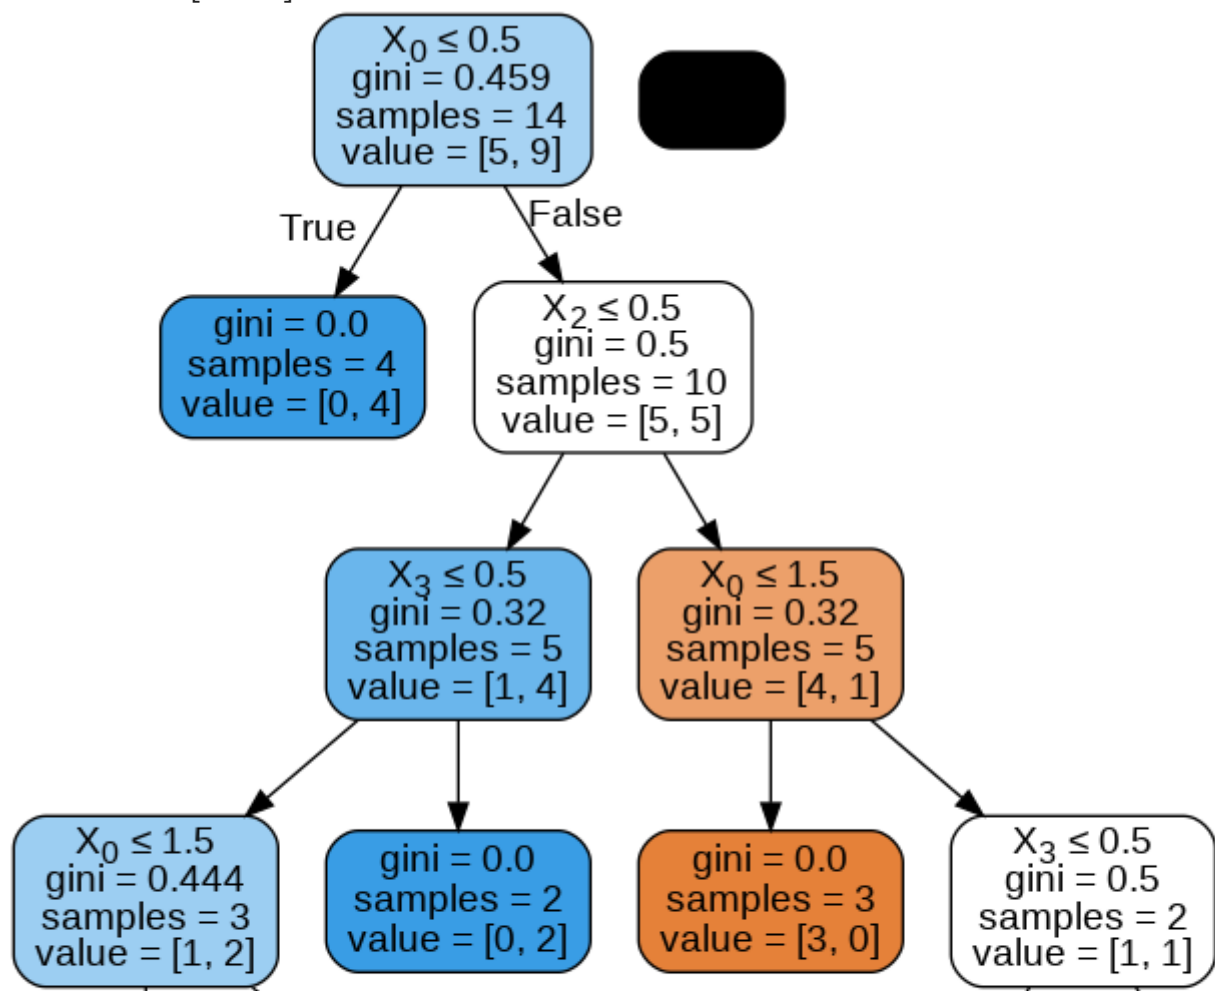 X₀ ≤ 0.5
gini = 0.459
samples = 14
value = [5, 9]
True
False
gini = 0.0
samples = 4
value = [0, 4]
X₂ ≤ 0.5
gini = 0.5
samples = 10
value = [5, 5]
X₃ ≤ 0.5
gini = 0.32
samples = 5
value = [1, 4]
X₀ ≤ 1.5
gini = 0.32
samples = 5
value = [4, 1]
X₀ ≤ 1.5
gini = 0.444
samples = 3
value = [1, 2]
gini = 0.0
samples = 2
value = [0, 2]
gini = 0.0
samples = 3
value = [3, 0]
X₃ ≤ 0.5
gini = 0.5
samples = 2
value = [1, 1]